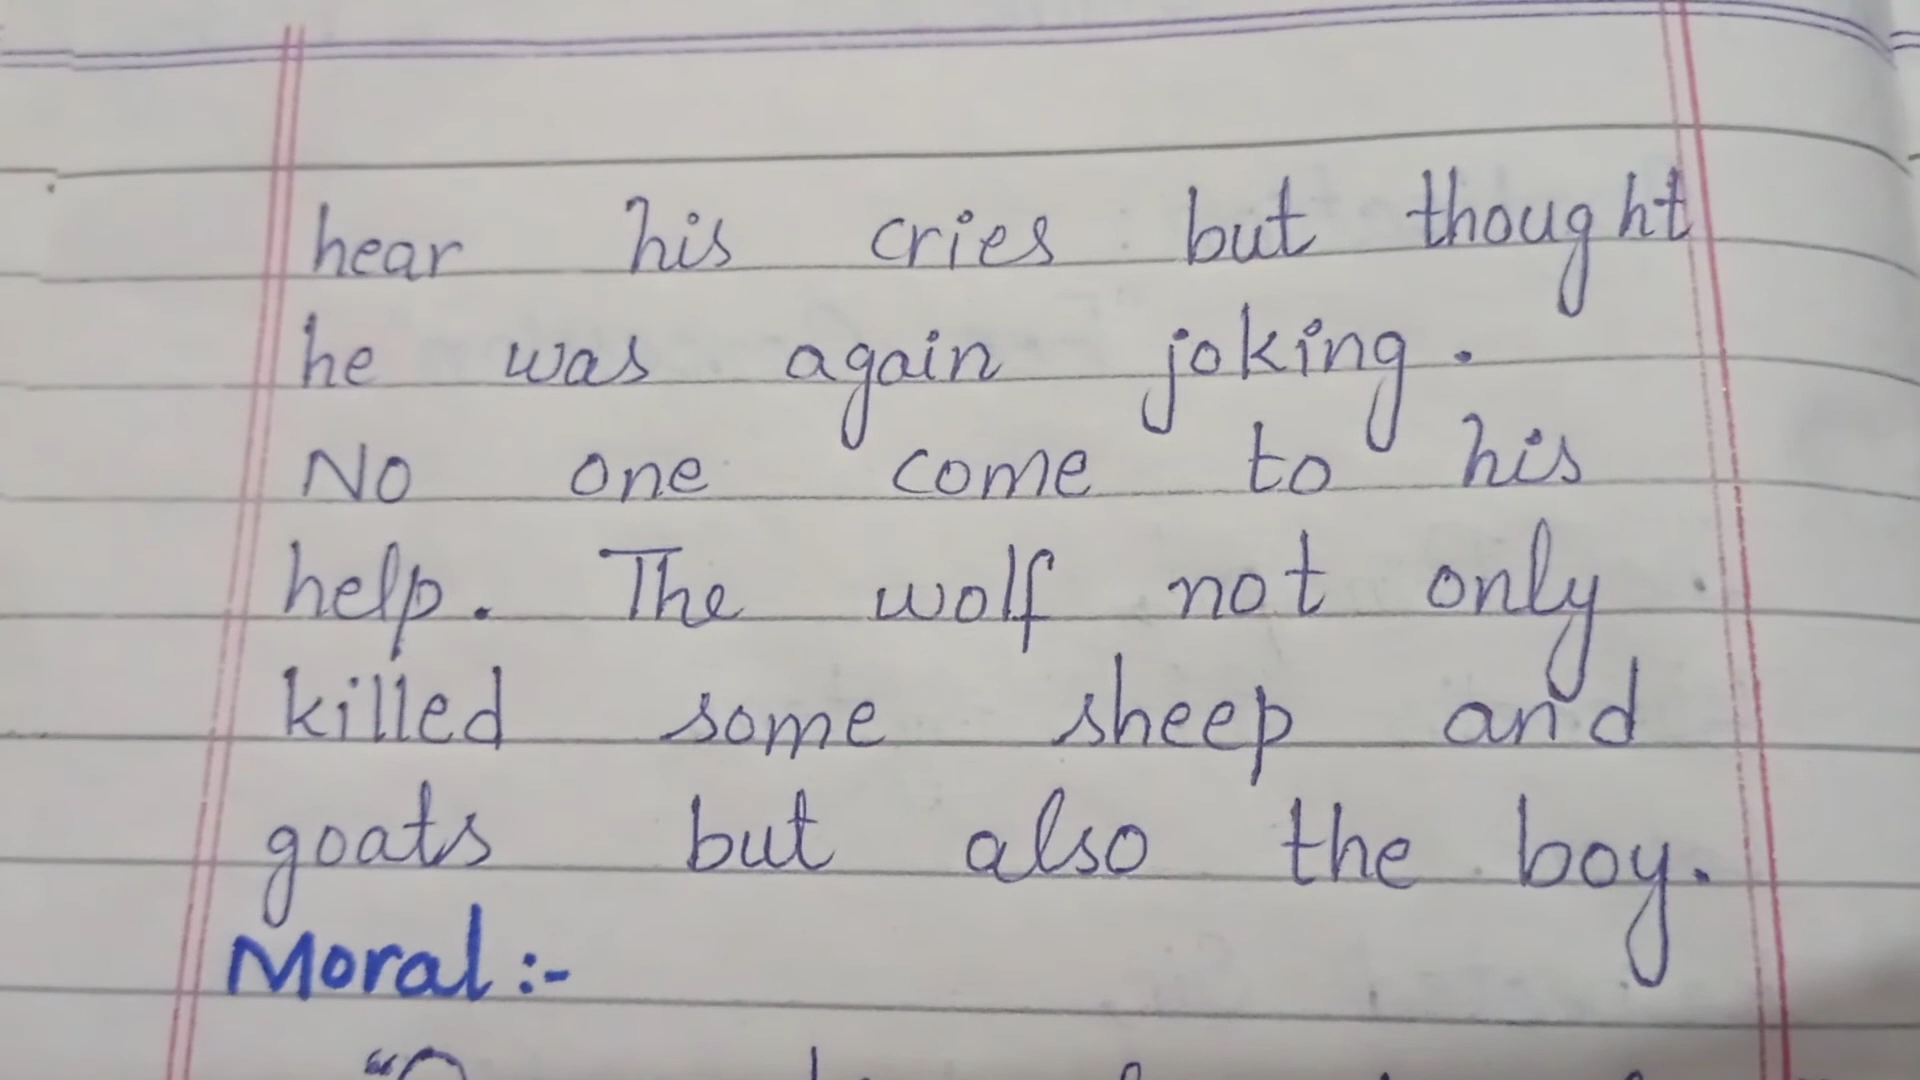 hear his cries but thought
he was again joking.
No one come to his
help. The wolf not only
killed some sheep and
goats but also the boy.
Moral :-